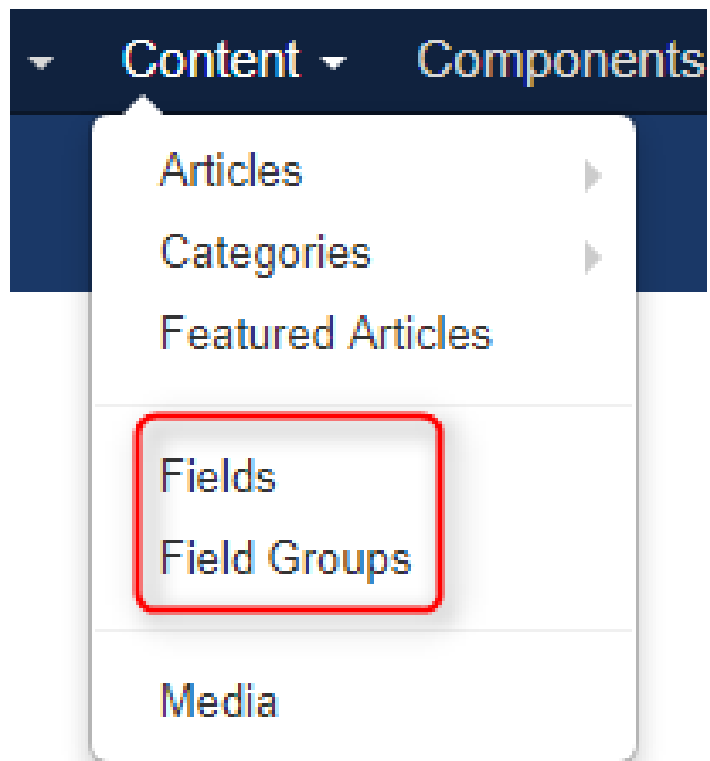 Content Components
Articles
Categories
Featured Articles
Fields
Field Groups
Media